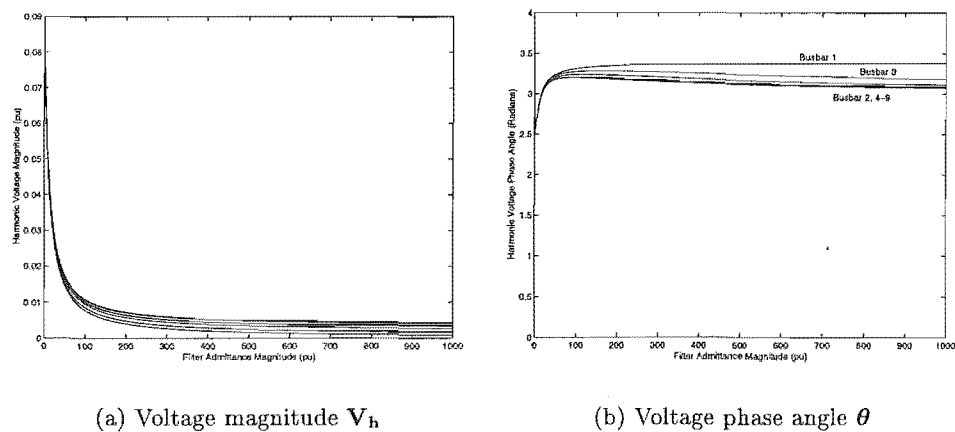 0.09
0.08
0.07
0.06
0.05
0.04
0.03
0.02
0.01
0
Harmonic Voltage Magnitude (pu)
0 100 200 300 400 500 600 700 800 900 1000
Filter Admittance Magnitude (pu)
(a) Voltage magnitude V_h
4
3.5
3
2.5
2
1.5
1
0.5
0
Harmonic Voltage Phase Angle (Radians)
Busbar 1
Busbar 3
Busbar 2, 4-9
0 100 200 300 400 500 600 700 800 900 1000
Filter Admittance Magnitude (pu)
(b) Voltage phase angle θ